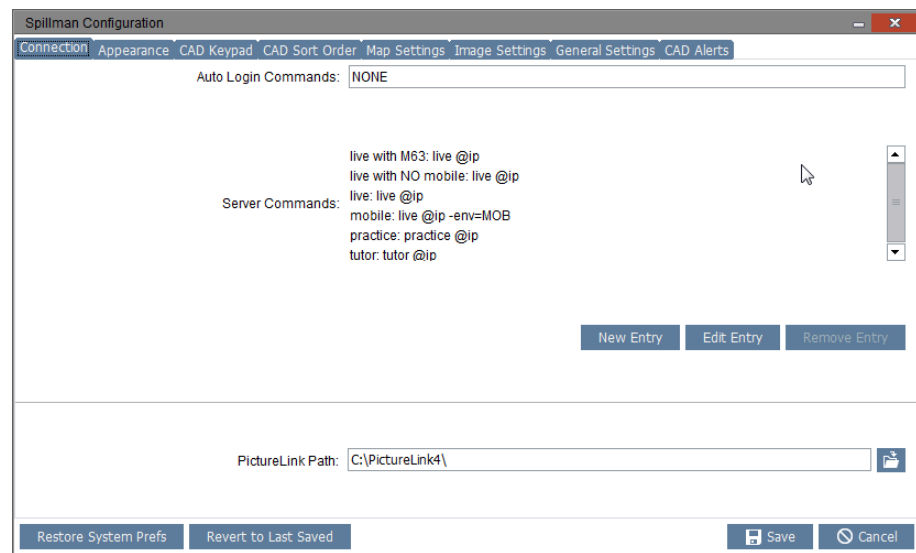 Spillman Configuration
Connection Appearance CAD Keypad CAD Sort Order Map Settings Image Settings General Settings CAD Alerts
Auto Login Commands: NONE
live with M63: live @ip
live with NO mobile: live @ip
Server Commands: live: live @ip
mobile: live @ip -env=MOB
practice: practice @ip
tutor: tutor @ip
New Entry Edit Entry Remove Entry
PictureLink Path: C:\PictureLink4\
Restore System Prefs Revert to Last Saved Save Cancel